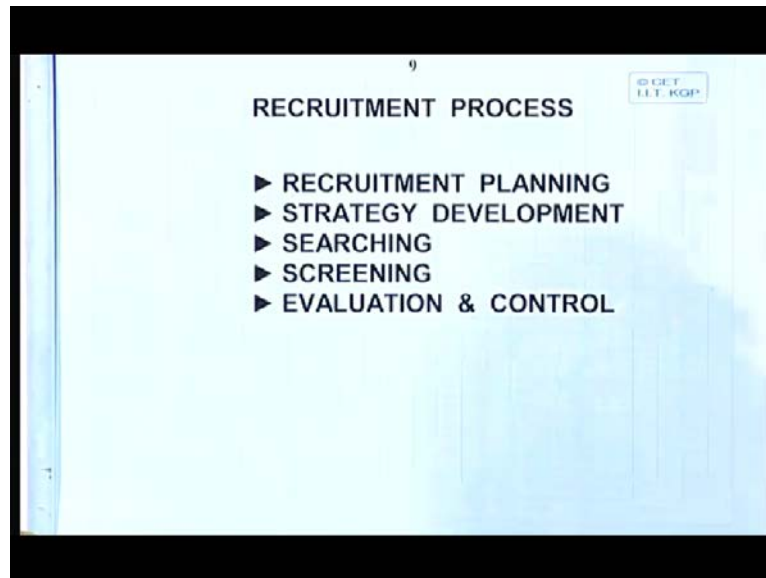 9
© CET
I.I.T. KGP
RECRUITMENT PROCESS
► RECRUITMENT PLANNING
► STRATEGY DEVELOPMENT
► SEARCHING
► SCREENING
► EVALUATION & CONTROL